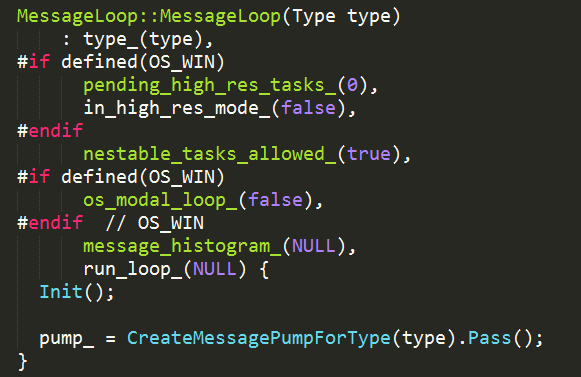 MessageLoop::MessageLoop(Type type)
    : type_(type),
#if defined(OS_WIN)
      pending_high_res_tasks_(0),
      in_high_res_mode_(false),
#endif
      nestable_tasks_allowed_(true),
#if defined(OS_WIN)
      os_modal_loop_(false),
#endif  // OS_WIN
      message_histogram_(NULL),
      run_loop_(NULL) {
  Init();

  pump_ = CreateMessagePumpForType(type).Pass();
}